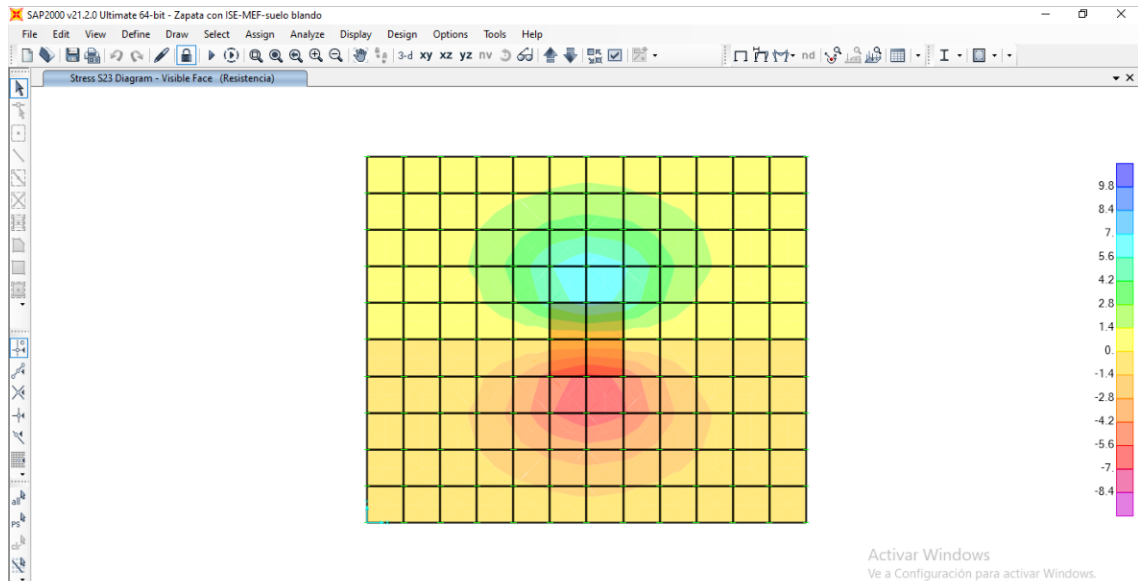 SAP2000 v21.2.0 Ultimate 64-bit - Zapata con ISE-MEF-suelo blando
File Edit View Define Draw Select Assign Analyze Display Design Options Tools Help
3-d xy xz yz nv nd
Stress S23 Diagram - Visible Face (Resistencia)
9.8
8.4
7.
5.6
4.2
2.8
1.4
0.
-1.4
-2.8
-4.2
-5.6
-7.
-8.4
all
PS
clr
Activar Windows
Ve a Configuración para activar Windows.